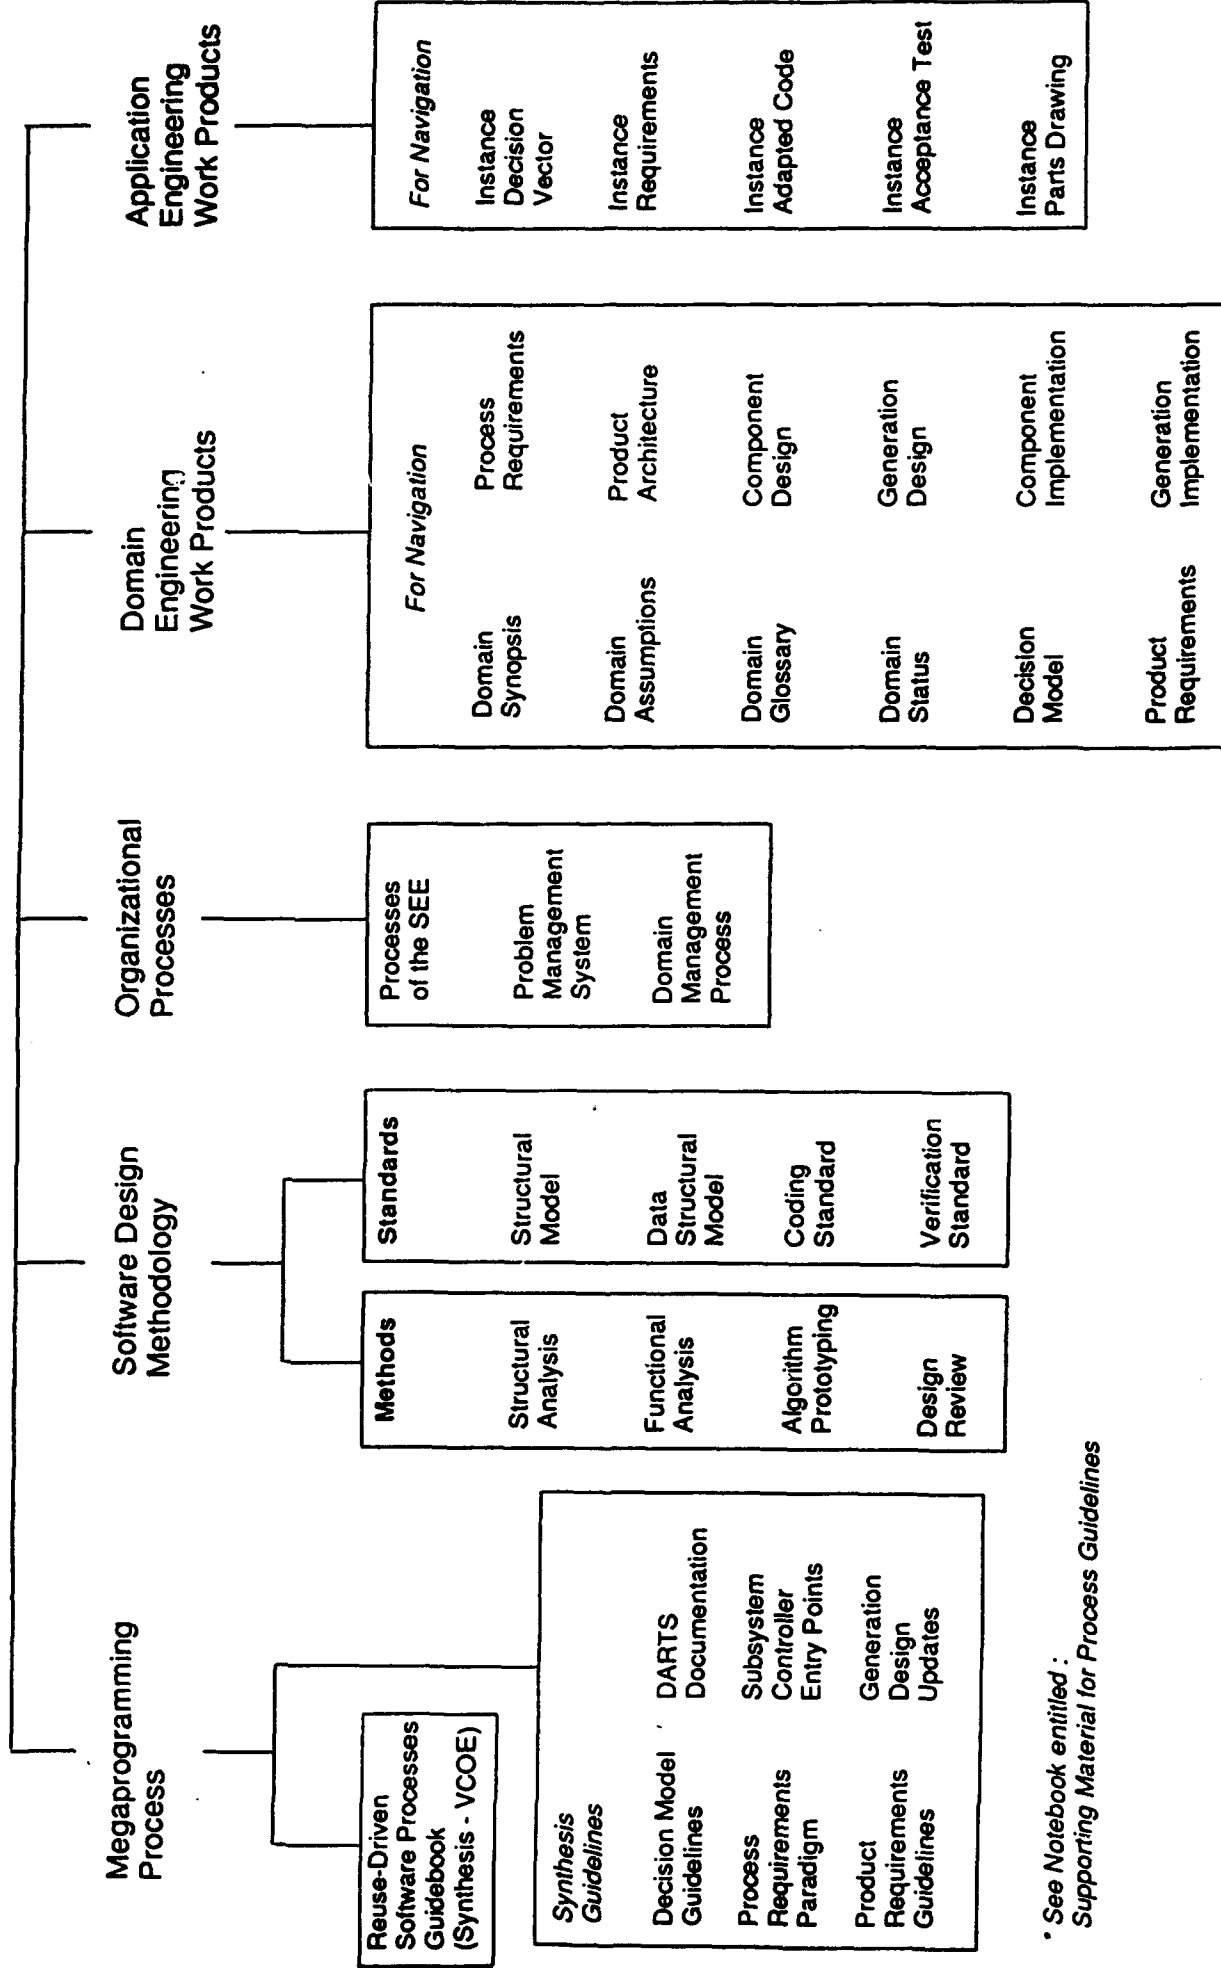 Megaprogramming
Process
Reuse-Driven
Software Processes
Guidebook
(Synthesis - VCOE)
Synthesis
Guidelines
Decision Model
Guidelines
Process
Requirements
Paradigm
Product
Requirements
Guidelines
DARTS
Documentation
Subsystem
Controller
Entry Points
Generation
Design
Updates
Software Design
Methodology
Methods
Structural
Analysis
Functional
Analysis
Algorithm
Prototyping
Design
Review
Standards
Structural
Model
Data
Structural
Model
Coding
Standard
Verification
Standard
Organizational
Processes
Processes
of the SEE
Problem
Management
System
Domain
Management
Process
Domain
Engineering
Work Products
For Navigation
Domain
Synopsis
Domain
Assumptions
Domain
Glossary
Domain
Status
Decision
Model
Product
Requirements
Process
Requirements
Product
Architecture
Component
Design
Generation
Design
Component
Implementation
Generation
Implementation
Application
Engineering
Work Products
For Navigation
Instance
Decision
Vector
Instance
Requirements
Instance
Adapted Code
Instance
Acceptance Test
Instance
Parts Drawing
* See Notebook entitled :
Supporting Material for Process Guidelines